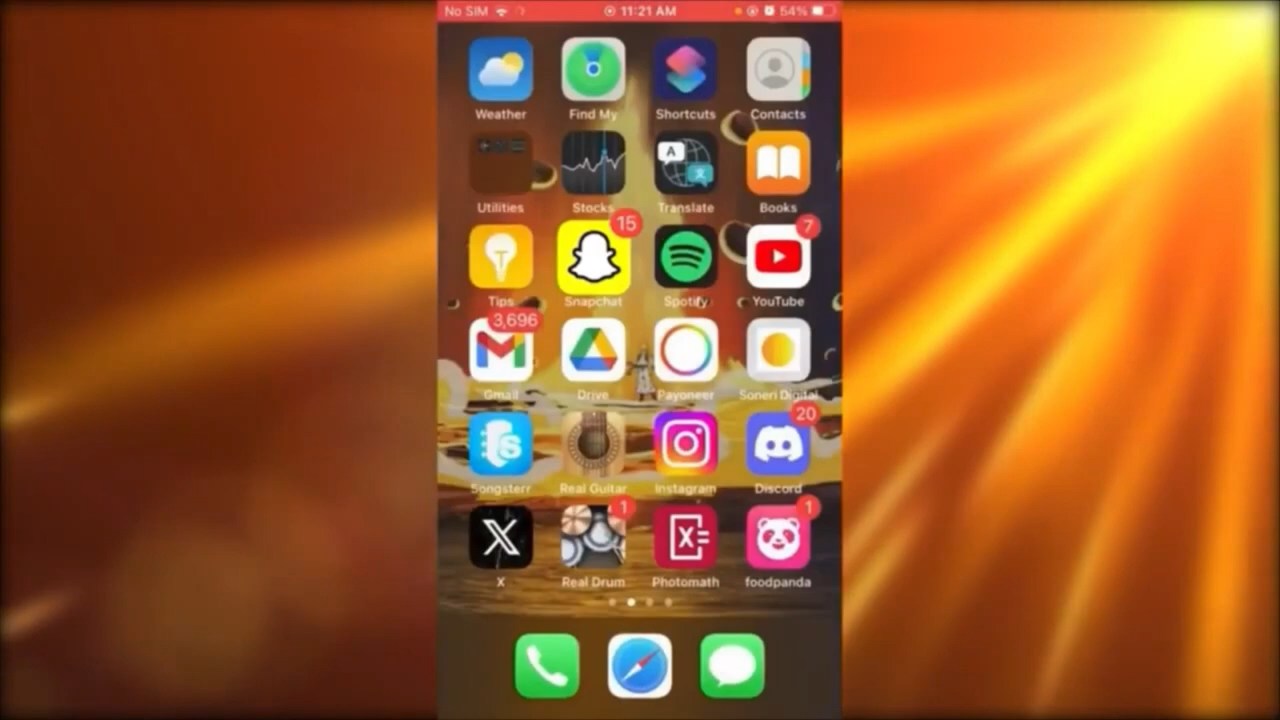 No SIM 11:21 AM 54%
Weather Find My Shortcuts Contacts
Utilities Stocks Translate Books
15 7
Tips Snapchat Spotify YouTube
3,696
Gmail Drive Payoneer Soneri Digital
20
Songsterr Real Guitar Instagram Discord
1 1
X Real Drum Photomath foodpanda